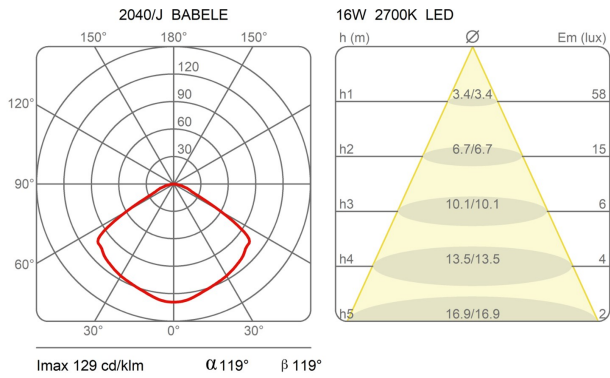 2040/J BABELE
150° 180° 150°
120
120°
90
60
30
90°
60°
30° 0° 30°
Imax 129 cd/klm α 119° β 119°
16W 2700K LED
h (m) Ø Em (lux)
h1 3.4/3.4 58
h2 6.7/6.7 15
h3 10.1/10.1 6
h4 13.5/13.5 4
h5 16.9/16.9 2